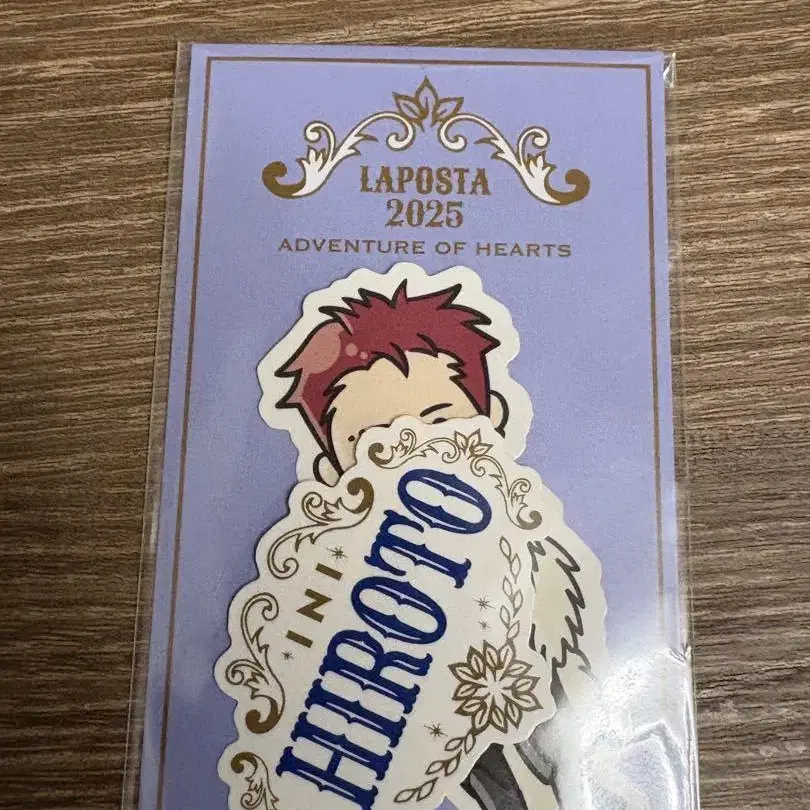 LAPOSTA
2025
ADVENTURE OF HEARTS
INI
HIROTO